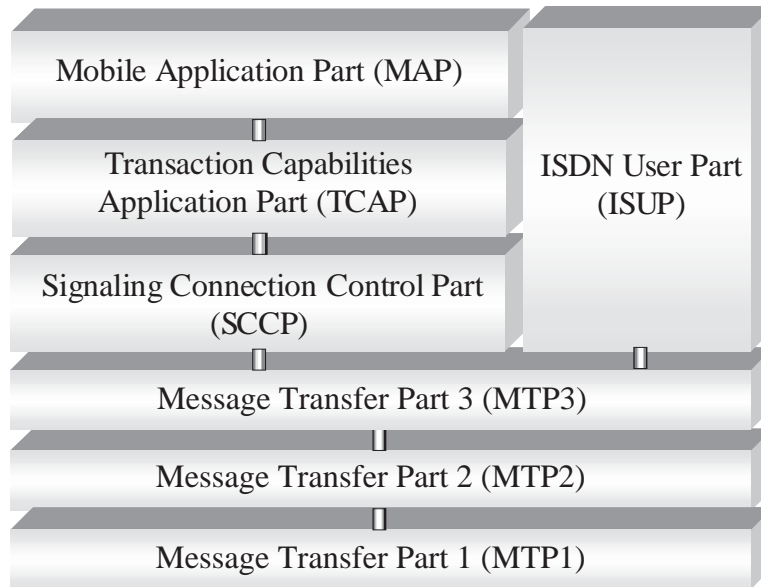 Mobile Application Part (MAP)
Transaction Capabilities
Application Part (TCAP)
ISDN User Part
(ISUP)
Signaling Connection Control Part
(SCCP)
Message Transfer Part 3 (MTP3)
Message Transfer Part 2 (MTP2)
Message Transfer Part 1 (MTP1)